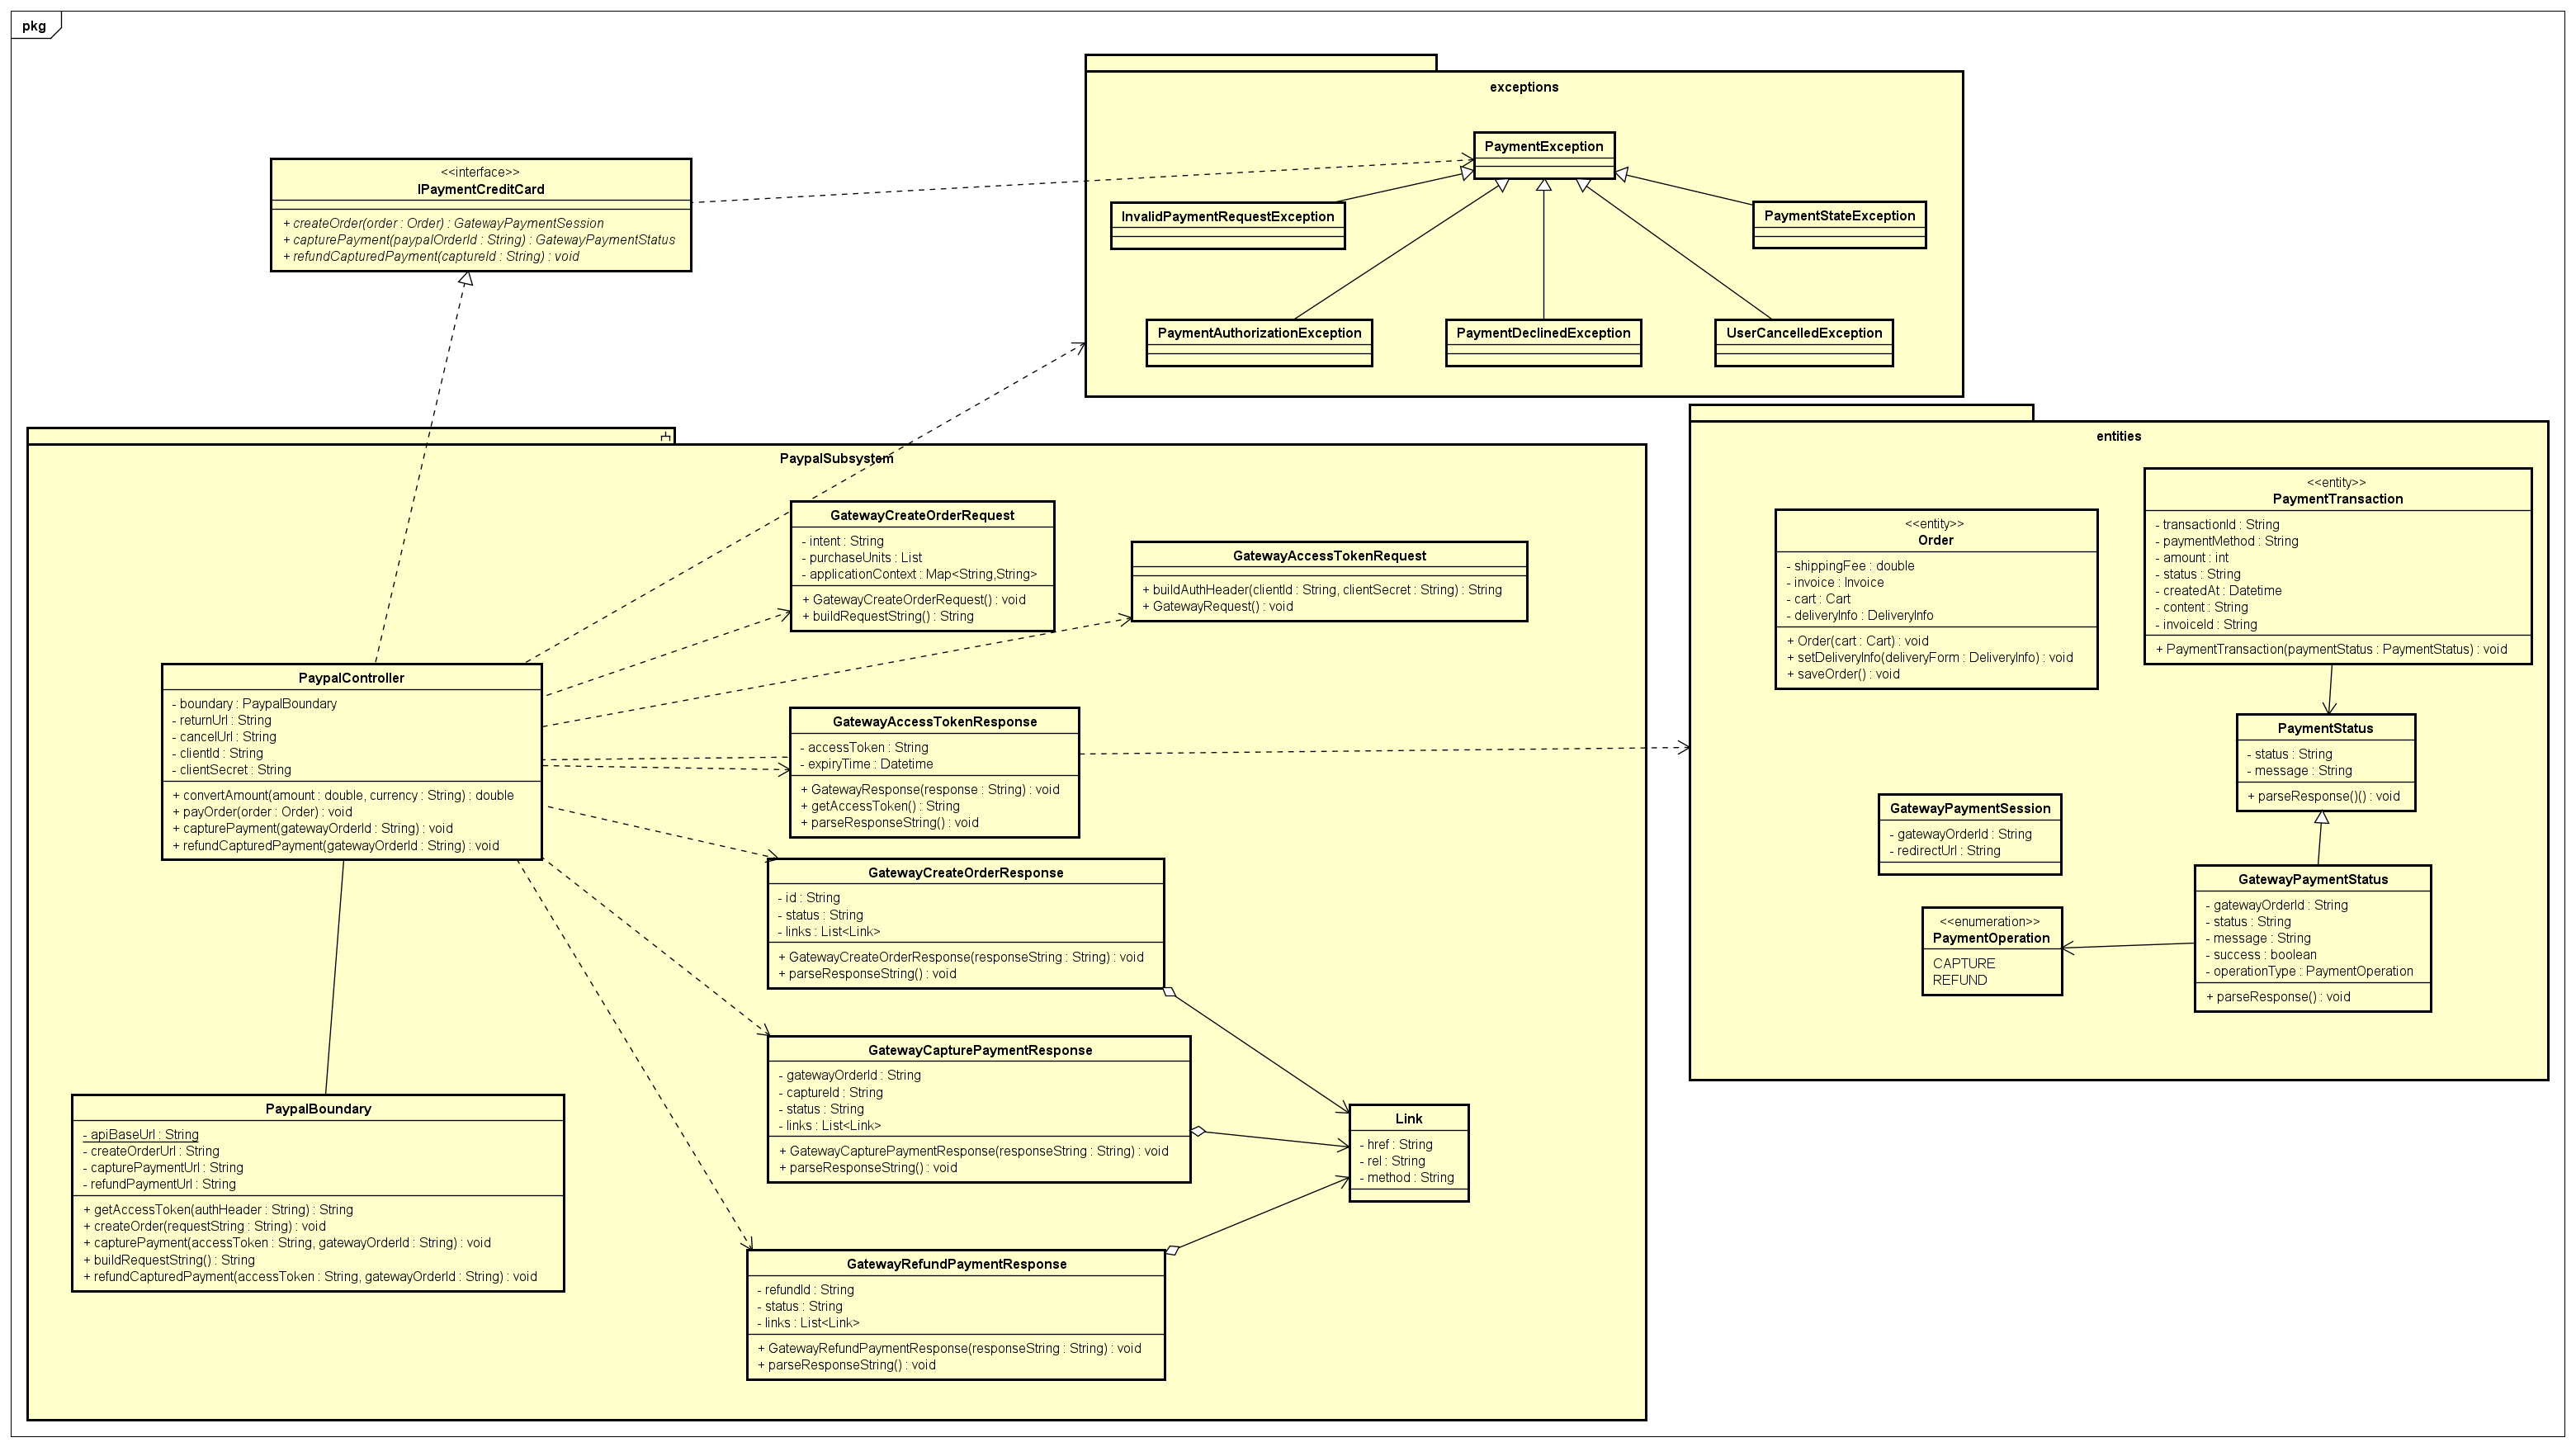 pkg
exceptions
PaymentException
InvalidPaymentRequestException
PaymentStateException
PaymentAuthorizationException
PaymentDeclinedException
UserCancelledException
<<interface>>
IPaymentCreditCard
+ createOrder(order : Order) : GatewayPaymentSession
+ capturePayment(paypalOrderId : String) : GatewayPaymentStatus
+ refundCapturedPayment(captureId : String) : void
PaypalSubsystem
GatewayCreateOrderRequest
- intent : String
- purchaseUnits : List
- applicationContext : Map<String,String>
+ GatewayCreateOrderRequest() : void
+ buildRequestString() : String
GatewayAccessTokenRequest
+ buildAuthHeader(clientId : String, clientSecret : String) : String
+ GatewayRequest() : void
PaypalController
- boundary : PaypalBoundary
- returnUrl : String
- cancelUrl : String
- clientId : String
- clientSecret : String
+ convertAmount(amount : double, currency : String) : double
+ payOrder(order : Order) : void
+ capturePayment(gatewayOrderId : String) : void
+ refundCapturedPayment(gatewayOrderId : String) : void
GatewayAccessTokenResponse
- accessToken : String
- expiryTime : Datetime
+ GatewayResponse(response : String) : void
+ getAccessToken() : String
+ parseResponseString() : void
GatewayCreateOrderResponse
- id : String
- status : String
- links : List<Link>
+ GatewayCreateOrderResponse(responseString : String) : void
+ parseResponseString() : void
GatewayCapturePaymentResponse
- gatewayOrderId : String
- captureId : String
- status : String
- links : List<Link>
+ GatewayCapturePaymentResponse(responseString : String) : void
+ parseResponseString() : void
Link
- href : String
- rel : String
- method : String
PaypalBoundary
- apiBaseUrl : String
- createOrderUrl : String
- capturePaymentUrl : String
- refundPaymentUrl : String
+ getAccessToken(authHeader : String) : String
+ createOrder(requestString : String) : void
+ capturePayment(accessToken : String, gatewayOrderId : String) : void
+ buildRequestString() : String
+ refundCapturedPayment(accessToken : String, gatewayOrderId : String) : void
GatewayRefundPaymentResponse
- refundId : String
- status : String
- links : List<Link>
+ GatewayRefundPaymentResponse(responseString : String) : void
+ parseResponseString() : void
entities
<<entity>>
Order
- shippingFee : double
- invoice : Invoice
- cart : Cart
- deliveryInfo : DeliveryInfo
+ Order(cart : Cart) : void
+ setDeliveryInfo(deliveryForm : DeliveryInfo) : void
+ saveOrder() : void
<<entity>>
PaymentTransaction
- transactionId : String
- paymentMethod : String
- amount : int
- status : String
- createdAt : Datetime
- content : String
- invoiceId : String
+ PaymentTransaction(paymentStatus : PaymentStatus) : void
PaymentStatus
- status : String
- message : String
+ parseResponse()() : void
GatewayPaymentSession
- gatewayOrderId : String
- redirectUrl : String
GatewayPaymentStatus
- gatewayOrderId : String
- status : String
- message : String
- success : boolean
- operationType : PaymentOperation
+ parseResponse() : void
<<enumeration>>
PaymentOperation
CAPTURE
REFUND